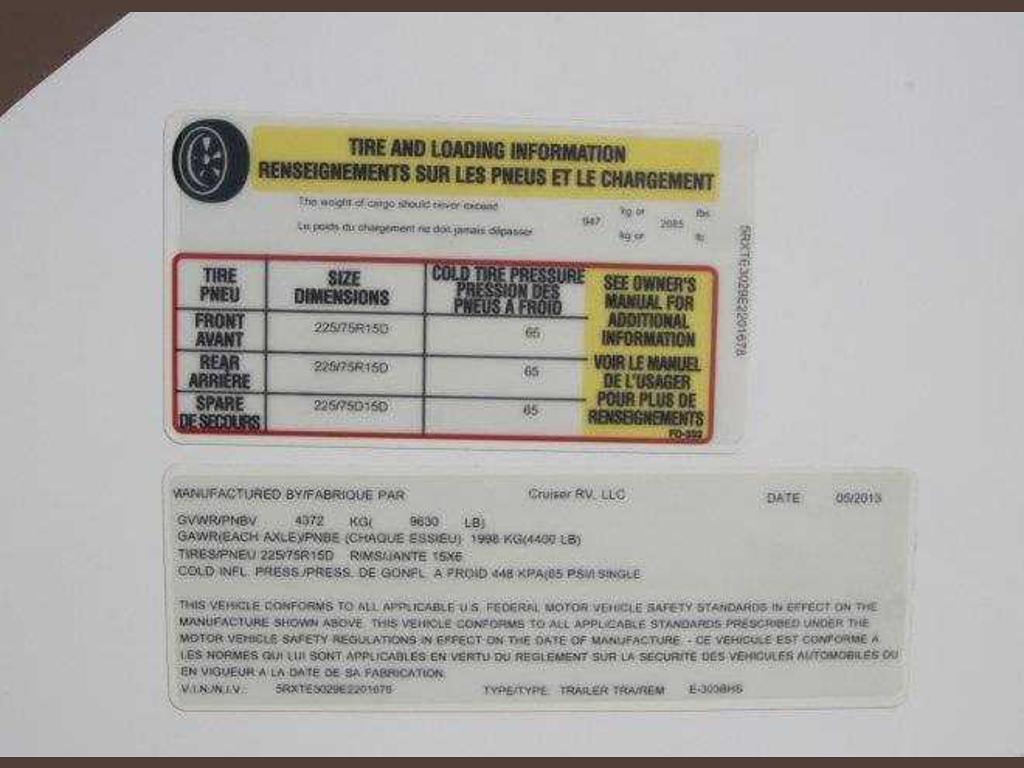 TIRE AND LOADING INFORMATION
RENSEIGNEMENTS SUR LES PNEUS ET LE CHARGEMENT
The weight of cargo should never exceed
Le poids du chargement ne doit jamais dépasser
947 kg or 2085 lbs
kg or lb
TIRE PNEU SIZE DIMENSIONS COLD TIRE PRESSURE PRESSION DES PNEUS A FROID
FRONT AVANT 225/75R15D 65
REAR ARRIÈRE 225/75R15D 65
SPARE DE SECOURS 225/75D15D 65
SEE OWNER'S
MANUAL FOR
ADDITIONAL
INFORMATION
VOIR LE MANUEL
DE L'USAGER
POUR PLUS DE
RENSEIGNEMENTS
MANUFACTURED BY/FABRIQUE PAR Cruiser RV, LLC DATE 05/2013
GVWR/PNBV 4372 KG( 9630 LB)
GAWR(EACH AXLE)/PNBE (CHAQUE ESSIEU) 1998 KG(4400 LB)
TIRES/PNEU 225/75R15D RIMS/JANTE 15X6
COLD INFL. PRESS./PRESS. DE GONFL. A FROID 448 KPA(65 PSI/) SINGLE
THIS VEHICLE CONFORMS TO ALL APPLICABLE U.S. FEDERAL MOTOR VEHICLE SAFETY STANDARDS IN EFFECT ON THE
MANUFACTURE SHOWN ABOVE. THIS VEHICLE CONFORMS TO ALL APPLICABLE STANDARDS PRESCRIBED UNDER THE
MOTOR VEHICLE SAFETY REGULATIONS IN EFFECT ON THE DATE OF MANUFACTURE. - CE VEHICULE EST CONFORME A
LES NORMES QUI LUI SONT APPLICABLES EN VERTU DU REGLEMENT SUR LA SECURITE DES VEHICULES AUTOMOBILES DU
EN VIGUEUR A LA DATE DE SA FABRICATION.
V.I.N./N.I.V.: TYPE/TYPE: TRAILER TRA/REM